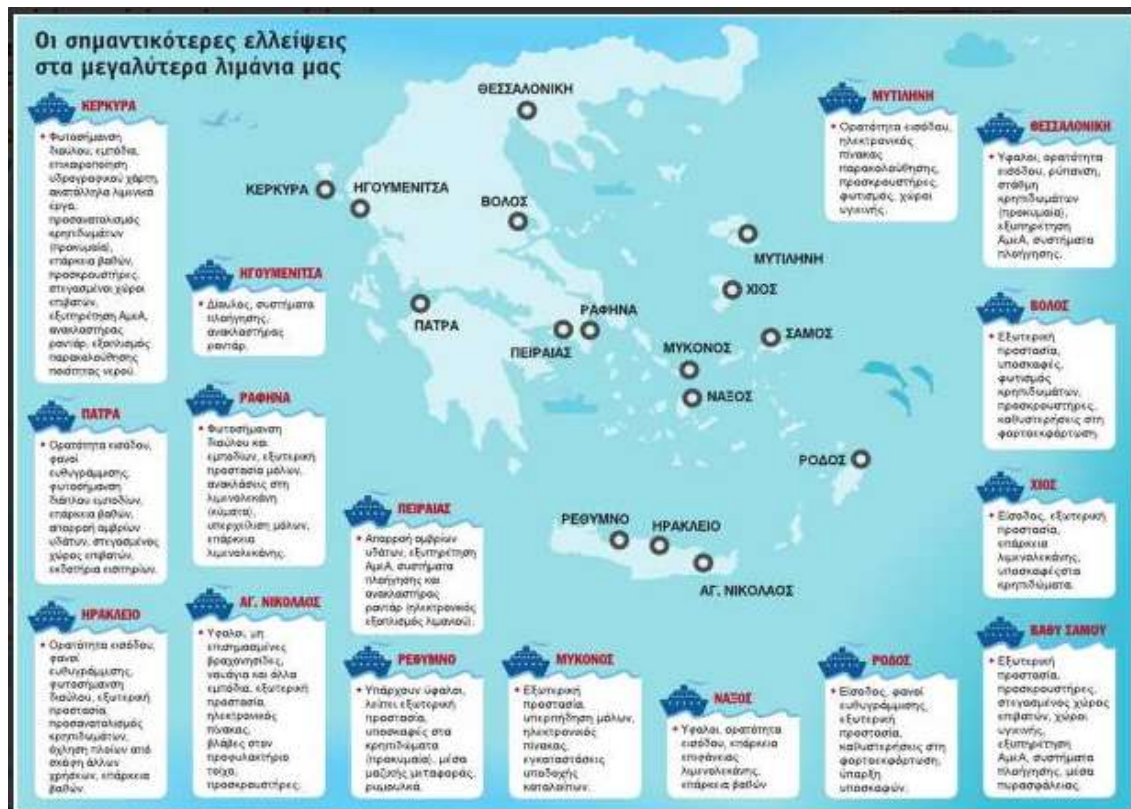 Οι σημαντικότερες ελλείψεις
στα μεγαλύτερα λιμάνια μας
ΚΕΡΚΥΡΑ
• Φωτοσήμανση
διαύλου, εμπόδια,
επικαιροποίηση
υδρογραφικού χάρτη,
ακατάλληλα λιμενικά
έργα,
προσανατολισμός
κρηπιδωμάτων
(προκυμαία),
επάρκεια βαθών,
προσκρουστήρες,
στεγασμένοι χώροι
επιβατών,
εξυπηρέτηση ΑμεΑ,
ανακλαστήρας
ραντάρ, εξοπλισμός
παρακολούθησης
ποιότητας νερού.
ΗΓΟΥΜΕΝΙΤΣΑ
• Δίαυλος, συστήματα
πλοήγησης,
ανακλαστήρας
ραντάρ.
ΠΑΤΡΑ
• Ορατότητα εισόδου,
φανοί
ευθυγράμμισης,
φωτοσήμανση
διάπλου εμποδίων,
επάρκεια βαθών,
απορροή ομβρίων
υδάτων, στεγασμένος
χώρος επιβατών,
εκδοτήρια εισιτηρίων.
ΡΑΦΗΝΑ
• Φωτοσήμανση
διαύλου και
εμποδίων, εξωτερική
προστασία μόλων,
ανακλάσεις στη
λιμενολεκάνη
(κύματα),
υπερχείλιση μόλων,
επάρκεια
λιμενολεκάνης.
ΗΡΑΚΛΕΙΟ
• Ορατότητα εισόδου,
φανοί
ευθυγράμμισης,
φωτοσήμανση
διαύλου, εξωτερική
προστασία,
προσανατολισμός
κρηπιδωμάτων,
όχληση πλοίων από
σκάφη άλλων
χρήσεων, επάρκεια
βαθών.
ΑΓ. ΝΙΚΟΛΑΟΣ
• Ύφαλοι, μη
επισημασμένες
βραχονησίδες,
ναυάγια και άλλα
εμπόδια, εξωτερική
προστασία,
ηλεκτρονικός
πίνακας,
βλάβες στον
προφυλακτήριο
τοίχο,
προσκρουστήρες.
ΠΕΙΡΑΙΑΣ
• Απορροή ομβρίων
υδάτων, εξυπηρέτηση
ΑμεΑ, συστήματα
πλοήγησης και
ανακλαστήρας
ραντάρ (ηλεκτρονικός
εξοπλισμός λιμανιού).
ΡΕΘΥΜΝΟ
• Υπάρχουν ύφαλοι,
λείπει εξωτερική
προστασία,
υποσκαφές στα
κρηπιδώματα
(προκυμαία), μέσα
μαζικής μεταφοράς,
ρυμουλκά.
ΜΥΚΟΝΟΣ
• Εξωτερική
προστασία,
υπερπήδηση μόλων,
ηλεκτρονικός
πίνακας,
εγκαταστάσεις
υποδοχής
καταλοίπων.
ΝΑΞΟΣ
• Ύφαλοι, ορατότητα
εισόδου, επάρκεια
επιφάνειας
λιμενολεκάνης,
επάρκεια βαθών
ΡΟΔΟΣ
• Είσοδος, φανοί
ευθυγράμμισης,
εξωτερική
προστασία,
καθυστερήσεις στη
φορτοεκφόρτωση,
ύπαρξη
υποσκαφών.
ΜΥΤΙΛΗΝΗ
• Ορατότητα εισόδου,
ηλεκτρονικός
πίνακας
παρακολούθησης,
προσκρουστήρες,
φωτισμός, χώροι
υγιεινής.
ΘΕΣΣΑΛΟΝΙΚΗ
• Ύφαλοι, ορατότητα
εισόδου, ρύπανση,
στάθμη
κρηπιδωμάτων
(προκυμαία),
εξυπηρέτηση
ΑμεΑ, συστήματα
πλοήγησης.
ΒΟΛΟΣ
• Εξωτερική
προστασία,
υποσκαφές,
φωτισμός
κρηπιδωμάτων,
προσκρουστήρες,
καθυστερήσεις στη
φορτοεκφόρτωση.
ΧΙΟΣ
• Είσοδος, εξωτερική
προστασία,
επάρκεια
λιμενολεκάνης,
υποσκαφές στα
κρηπιδώματα.
ΒΑΘΥ ΣΑΜΟΥ
• Εξωτερική
προστασία,
προσκρουστήρες,
στεγασμένος χώρος
επιβατών, χώροι
υγιεινής,
εξυπηρέτηση
ΑμεΑ, συστήματα
πλοήγησης, μέσα
πυρασφάλειας.
ΘΕΣΣΑΛΟΝΙΚΗ
ΚΕΡΚΥΡΑ
ΗΓΟΥΜΕΝΙΤΣΑ
ΒΟΛΟΣ
ΜΥΤΙΛΗΝΗ
ΧΙΟΣ
ΠΑΤΡΑ
ΡΑΦΗΝΑ
ΠΕΙΡΑΙΑΣ
ΣΑΜΟΣ
ΜΥΚΟΝΟΣ
ΝΑΞΟΣ
ΡΟΔΟΣ
ΡΕΘΥΜΝΟ
ΗΡΑΚΛΕΙΟ
ΑΓ. ΝΙΚΟΛΑΟΣ